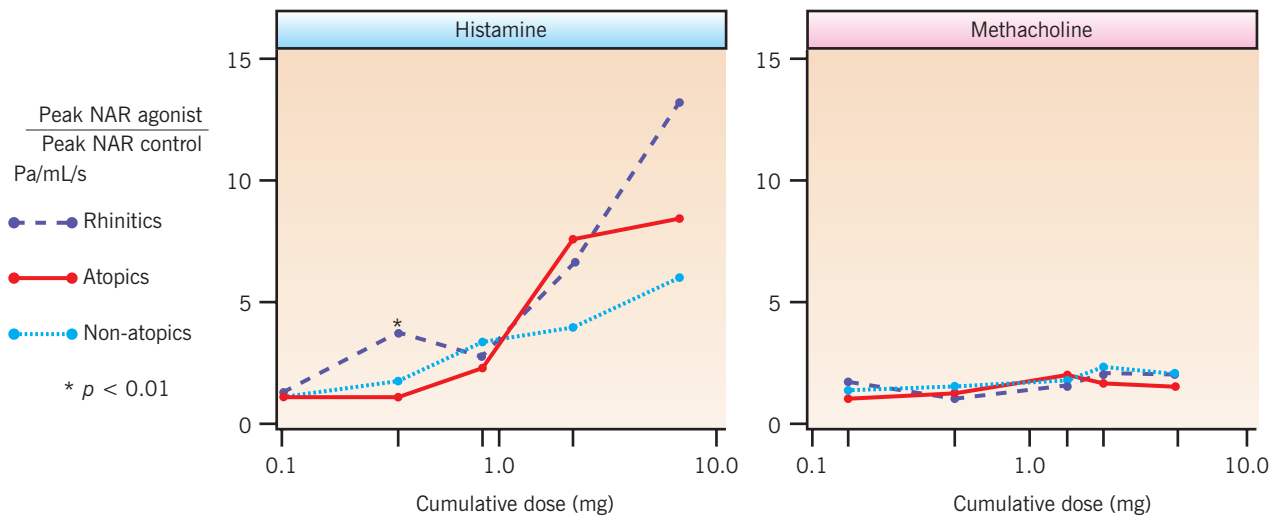 Histamine
Methacholine
Peak NAR agonist
Peak NAR control
Pa/mL/s
Rhinitics
Atopics
Non-atopics
* p < 0.01
15
10
5
0
*
0.1
1.0
10.0
Cumulative dose (mg)
15
10
5
0
0.1
1.0
10.0
Cumulative dose (mg)